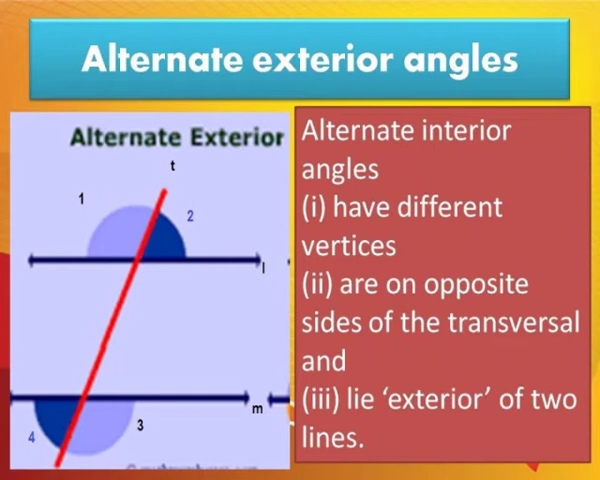 Alternate exterior angles
Alternate Exterior
t
1
2
l
m
3
4
Alternate interior
angles
(i) have different
vertices
(ii) are on opposite
sides of the transversal
and
(iii) lie ‘exterior’ of two
lines.